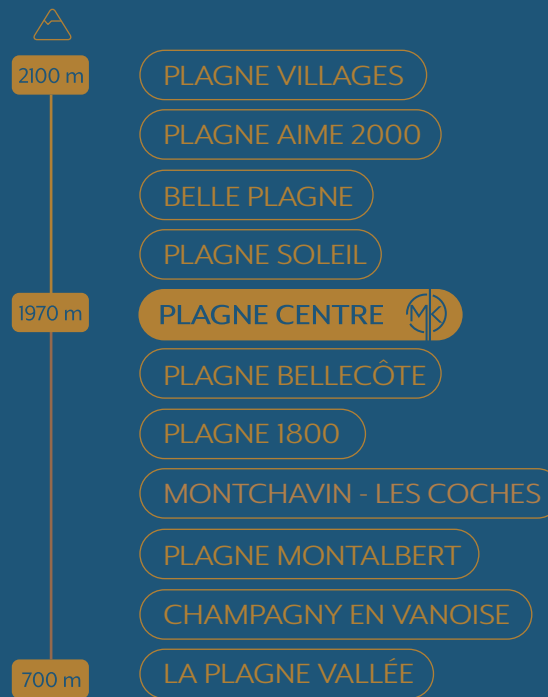 2100 m
PLAGNE VILLAGES
PLAGNE AIME 2000
BELLE PLAGNE
PLAGNE SOLEIL
1970 m
PLAGNE CENTRE MK
PLAGNE BELLECÔTE
PLAGNE 1800
MONTCHAVIN - LES COCHES
PLAGNE MONTALBERT
CHAMPAGNY EN VANOISE
700 m
LA PLAGNE VALLÉE